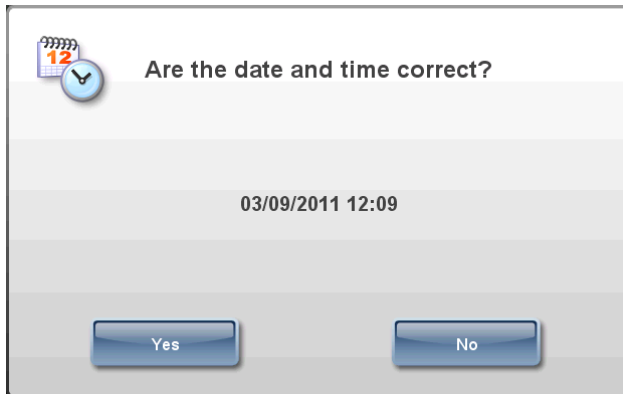 12
Are the date and time correct?
03/09/2011 12:09
Yes
No